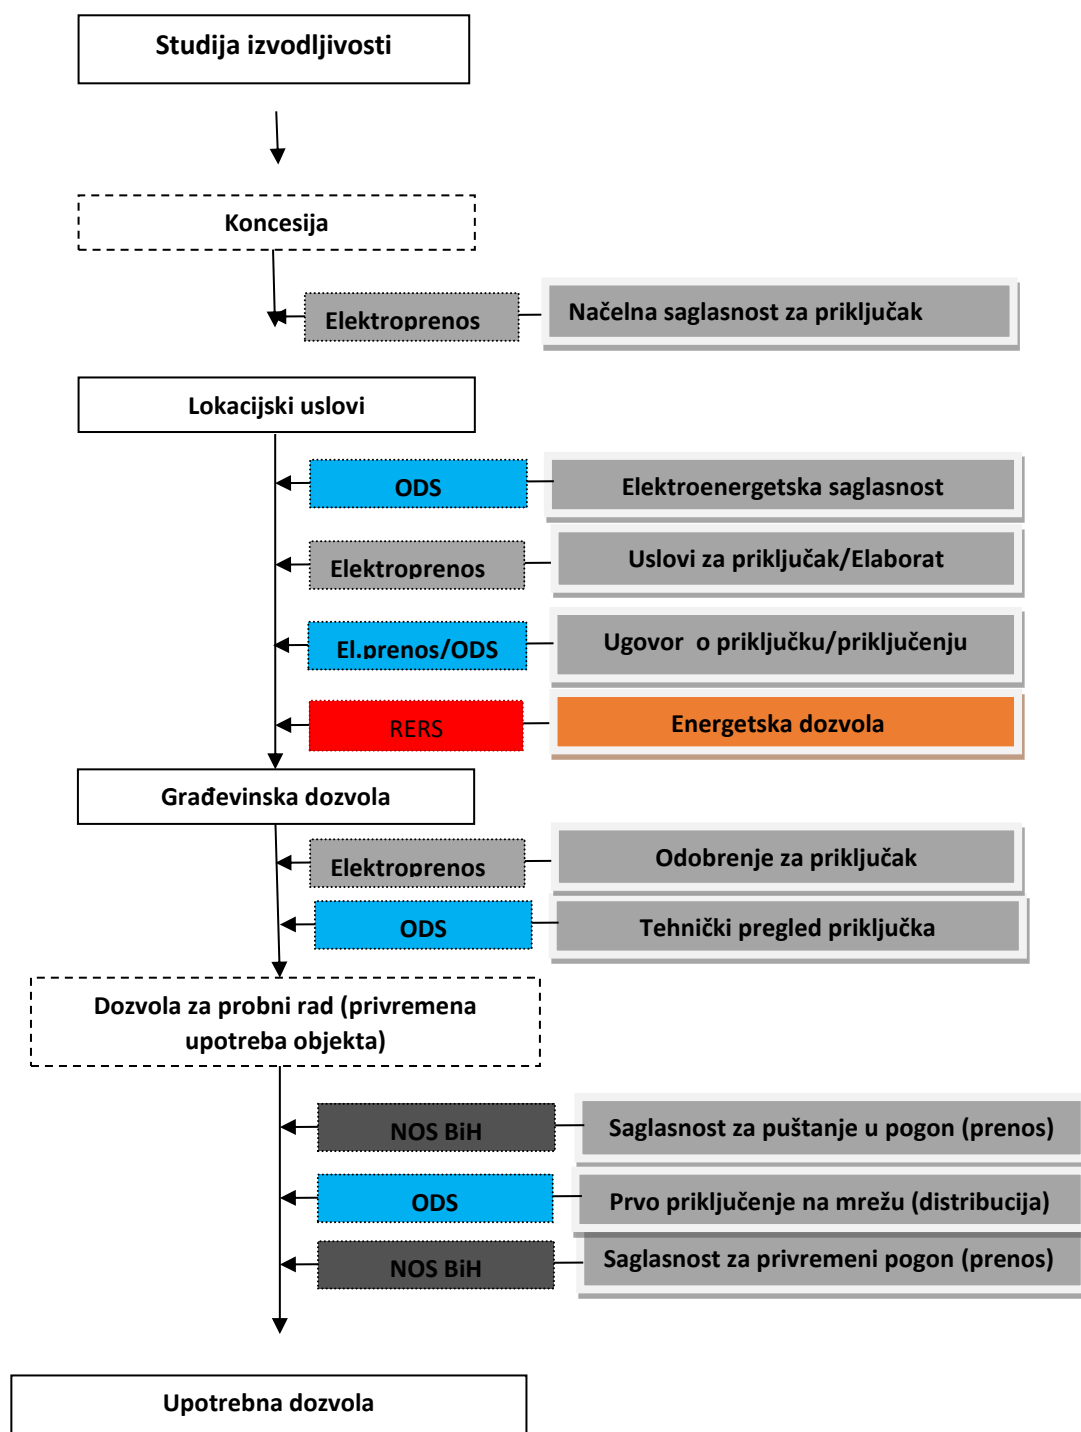 Studija izvodljivosti
Koncesija
Elektroprenos
Načelna saglasnost za priključak
Lokacijski uslovi
ODS
Elektroenergetska saglasnost
Elektroprenos
Uslovi za priključak/Elaborat
El.prenos/ODS
Ugovor o priključku/priključenju
RERS
Energetska dozvola
Građevinska dozvola
Elektroprenos
Odobrenje za priključak
ODS
Tehnički pregled priključka
Dozvola za probni rad (privremena
upotreba objekta)
NOS BiH
Saglasnost za puštanje u pogon (prenos)
ODS
Prvo priključenje na mrežu (distribucija)
NOS BiH
Saglasnost za privremeni pogon (prenos)
Upotrebna dozvola